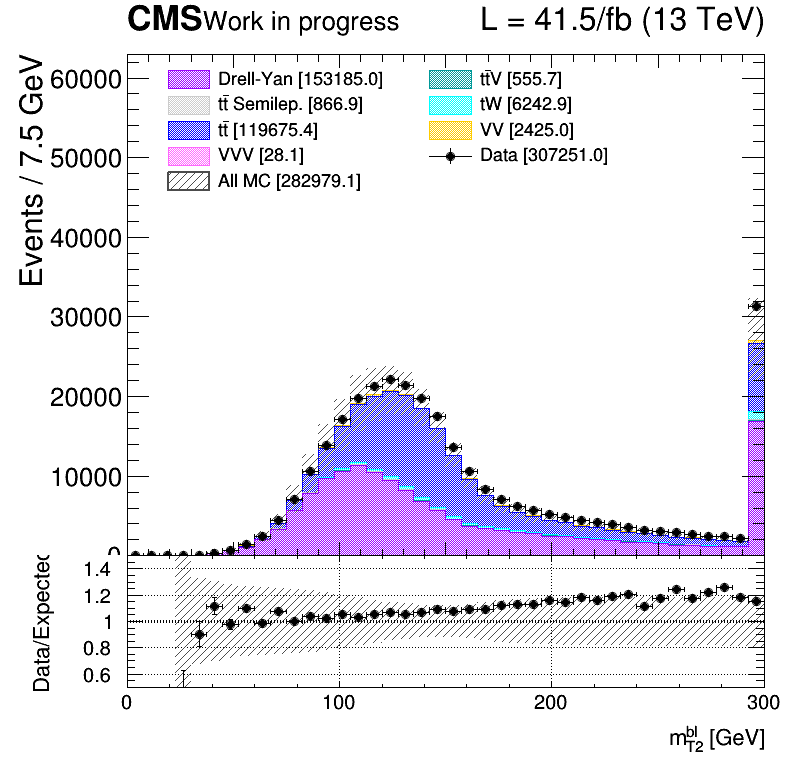 CMS Work in progress L = 41.5/fb (13 TeV)
Events / 7.5 GeV
60000
50000
40000
30000
20000
10000
0
Drell-Yan [153185.0]
tt̄ Semilep. [866.9]
tt̄ [119675.4]
VVV [28.1]
All MC [282979.1]
tt̄V [555.7]
tW [6242.9]
VV [2425.0]
Data [307251.0]
Data/Expected
1.4
1.2
1
0.8
0.6
0 100 200 300
m_{T2}^{bl} [GeV]